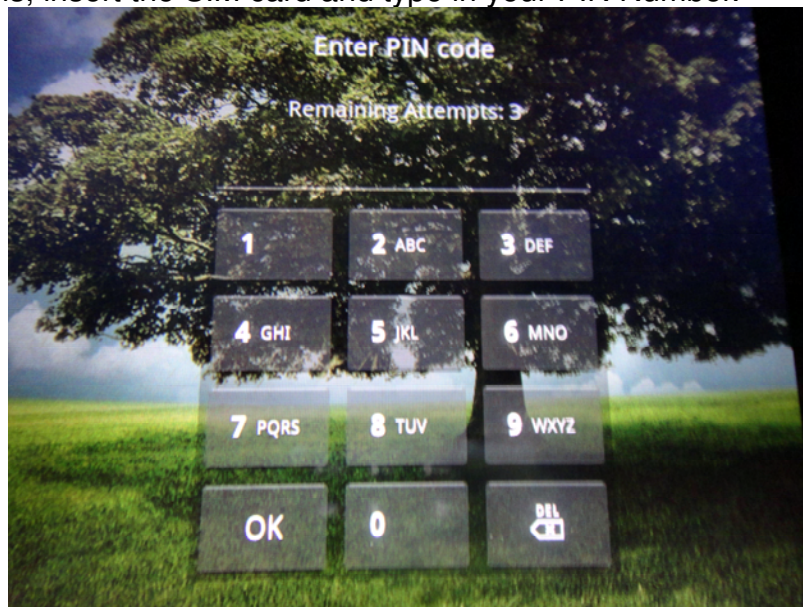 insert the SIM card and type in your PIN Number.
Enter PIN code
Remaining Attempts: 3
1
2 ABC
3 DEF
4 GHI
5 JKL
6 MNO
7 PQRS
8 TUV
9 WXYZ
OK
0
DEL